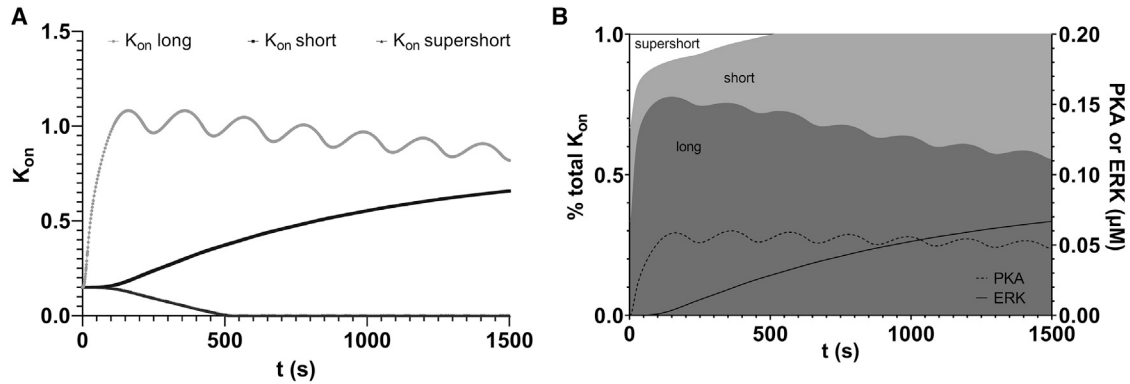 A
1.5
1.0
0.5
0.0
Kon
Kon long
Kon short
Kon supershort
0
500
1000
1500
t (s)
B
1.0
0.5
0.0
% total Kon
supershort
short
long
PKA
ERK
0.20
0.15
0.10
0.05
0.00
PKA or ERK (μM)
0
500
1000
1500
t (s)